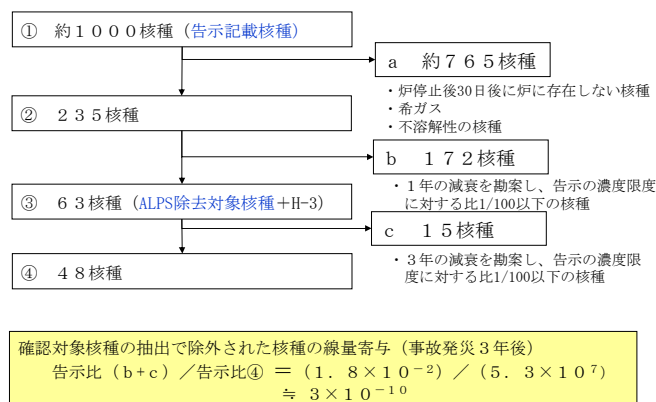 ① 約１０００核種（告示記載核種）
a 約７６５核種
・炉停止後30日後に炉に存在しない核種
・希ガス
・不溶解性の核種
② ２３５核種
b １７２核種
・１年の減衰を勘案し、告示の濃度限度
に対する比1/100以下の核種
③ ６３核種（ALPS除去対象核種＋H-3）
c １５核種
・３年の減衰を勘案し、告示の濃度限
度に対する比1/100以下の核種
④ ４８核種
確認対象核種の抽出で除外された核種の線量寄与（事故発災３年後）
告示比（b+c）／告示比④ ＝（１．８×１０⁻²）／（５．３×１０⁷）
≒ ３×１０⁻¹⁰